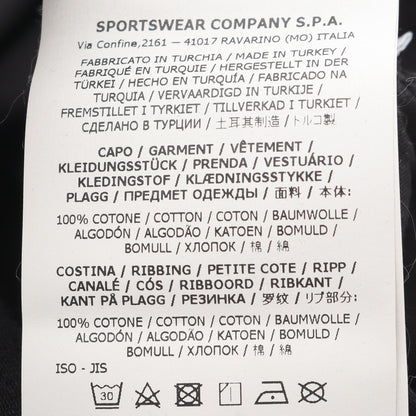 SPORTSWEAR COMPANY S.P.A.
Via Confine,2161 – 41017 RAVARINO (MO) ITALIA
FABBRICATO IN TURCHIA / MADE IN TURKEY /
FABRIQUÉ EN TURQUIE / HERGESTELLT IN DER
TÜRKEI / HECHO EN TURQUÍA / FABRICADO NA
TURQUIA / VERVAARDIGD IN TURKIJE /
FREMSTILLET I TYRKIET / TILLVERKAD I TURKIET /
СДЕЛАНО В ТУРЦИИ / 土耳其制造 / トルコ製
CAPO / GARMENT / VÊTEMENT /
KLEIDUNGSSTÜCK / PRENDA / VESTUÁRIO /
KLEDINGSTOF / KLÆDNINGSSTYKKE /
PLAGG / ПРЕДМЕТ ОДЕЖДЫ / 面料 / 本体:
100% COTONE / COTTON / COTON / BAUMWOLLE /
ALGODÓN / ALGODÃO / KATOEN / BOMULD /
BOMULL / ХЛОПОК / 棉 / 綿
COSTINA / RIBBING / PETITE COTE / RIPP /
CANALÉ / CÓS / RIBBOORD / RIBKANT /
KANT PÅ PLAGG / РЕЗИНКА / 罗纹 / リブ部分:
100% COTONE / COTTON / COTON / BAUMWOLLE /
ALGODÓN / ALGODÃO / KATOEN / BOMULD /
BOMULL / ХЛОПОК / 棉 / 綿
ISO - JIS
30